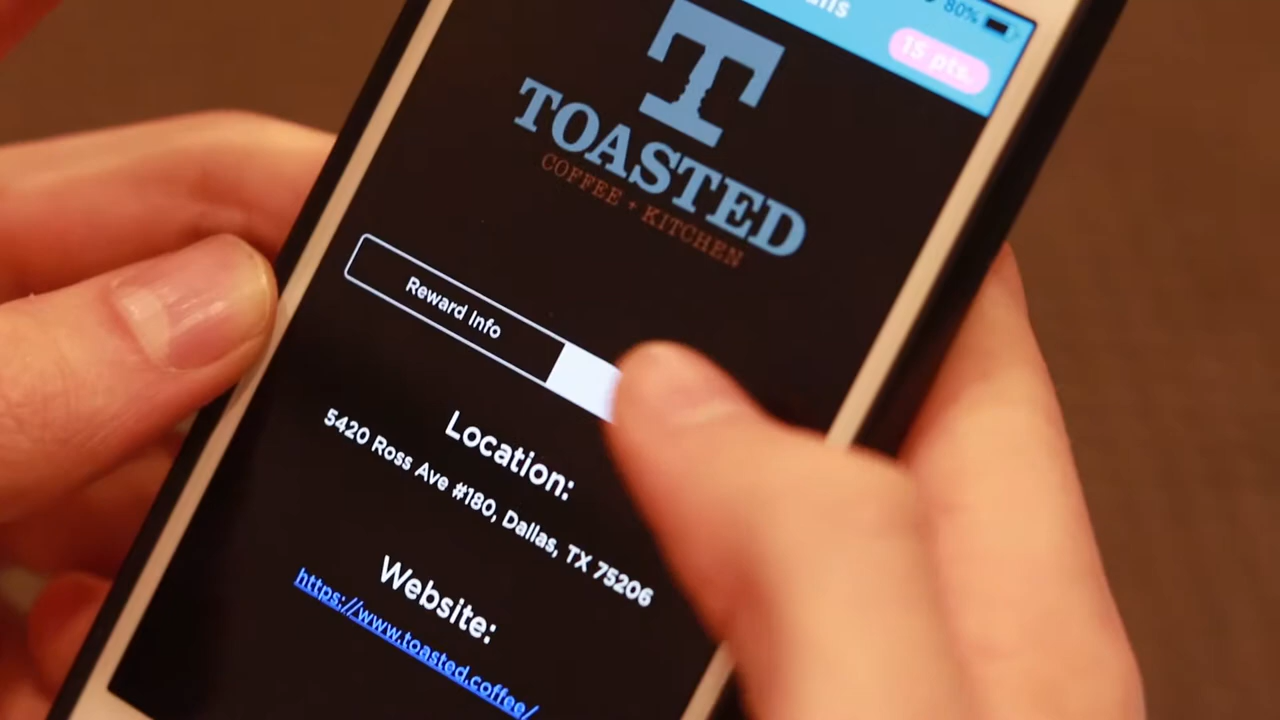 80%
15 pts.
T
TOASTED
COFFEE + KITCHEN
Reward Info
Location:
5420 Ross Ave #180, Dallas, TX 75206
Website:
https://www.toasted.coffee/